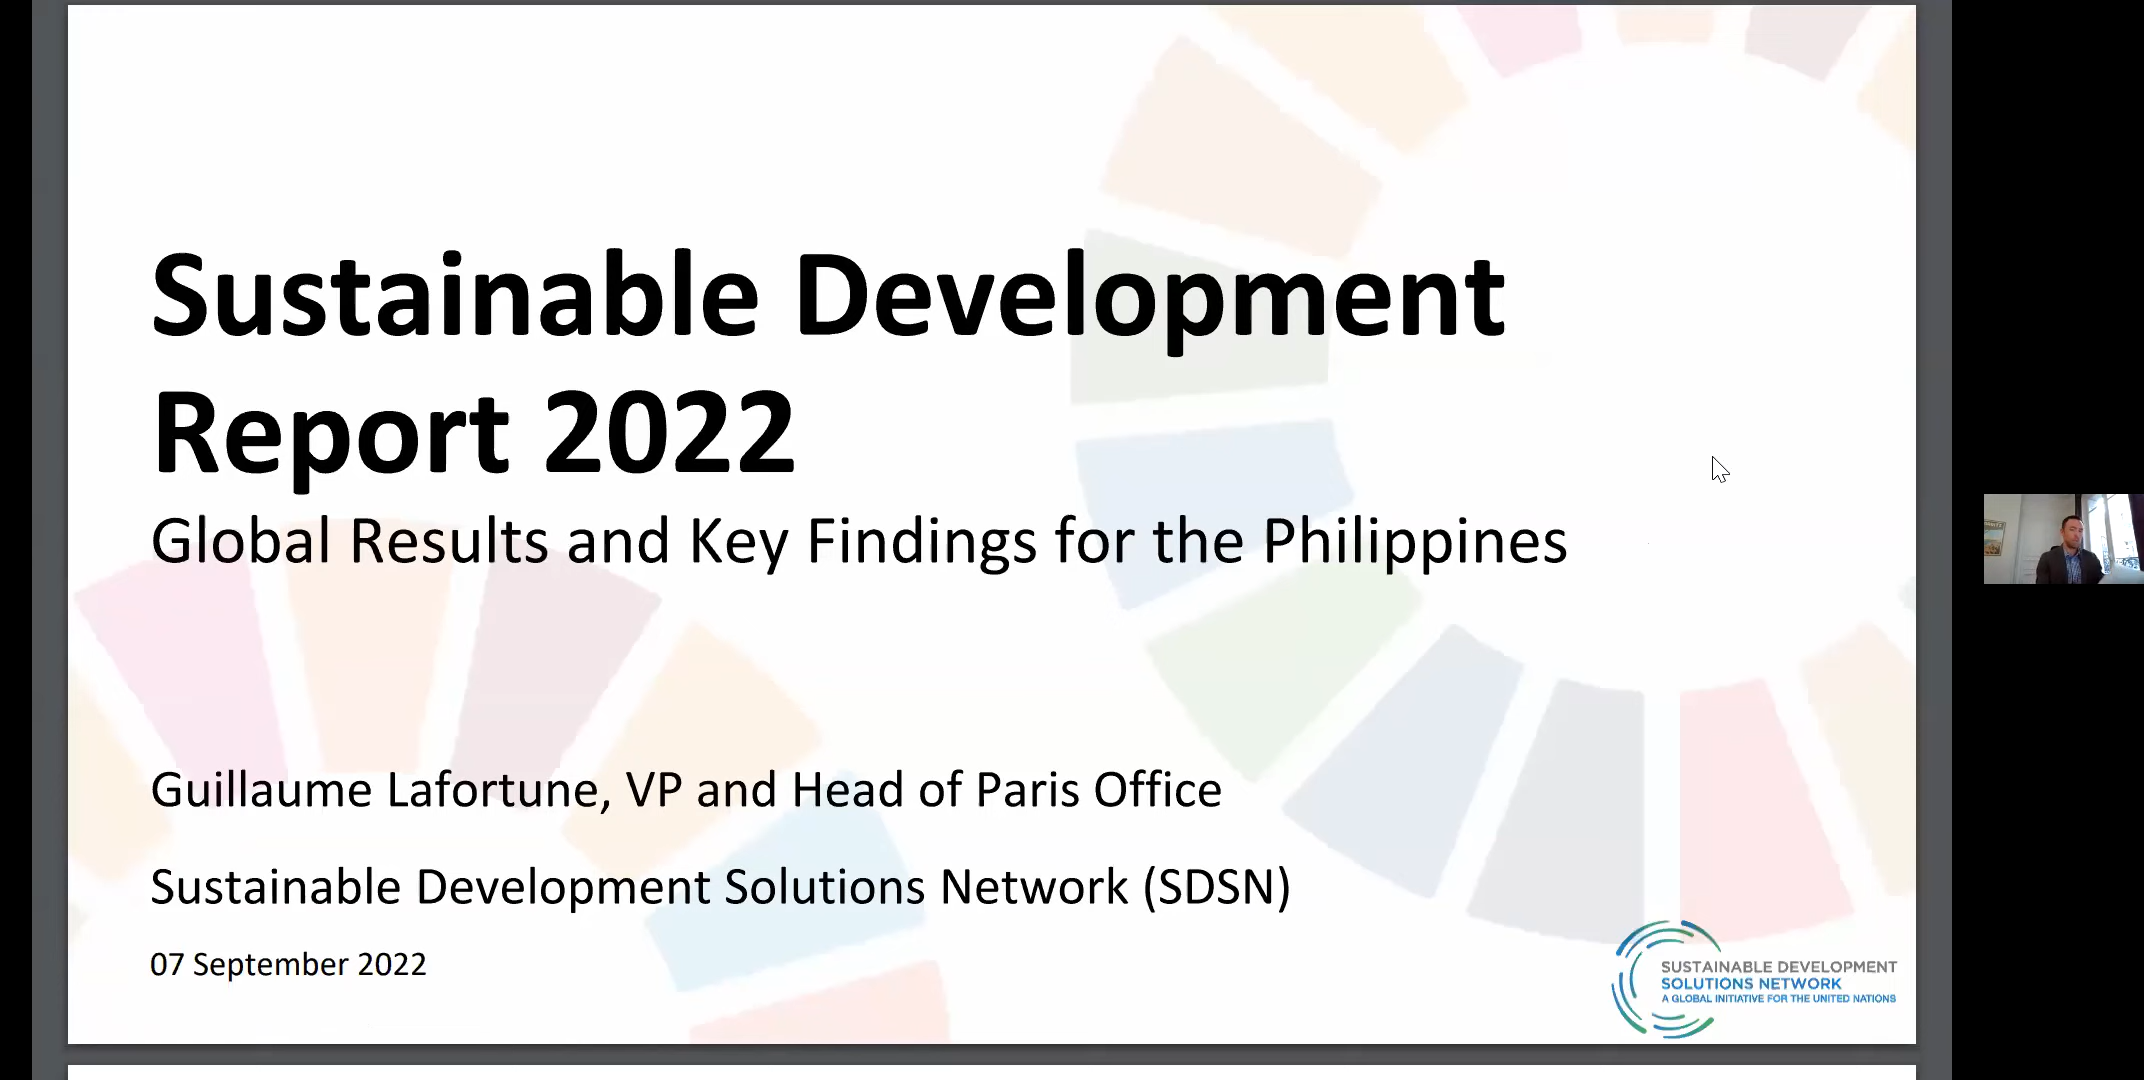 Sustainable Development
Report 2022
Global Results and Key Findings for the Philippines
Guillaume Lafortune, VP and Head of Paris Office
Sustainable Development Solutions Network (SDSN)
07 September 2022
SUSTAINABLE DEVELOPMENT
SOLUTIONS NETWORK
A GLOBAL INITIATIVE FOR THE UNITED NATIONS